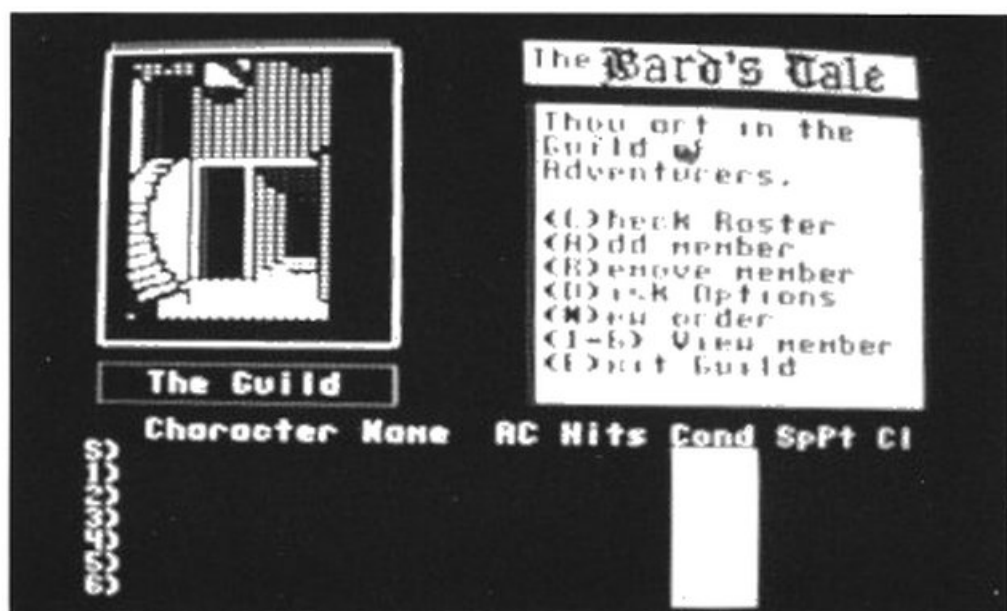 The Bard's Tale
Thou art in the
Guild of
Adventurers.
(C)heck Roster
(A)dd member
(R)emove member
(D)isk Options
(N)ew order
(1-6) View member
(E)xit Guild
The Guild
Character Name AC Hits Cond SpPt Cl
S)
1)
2)
3)
4)
5)
6)